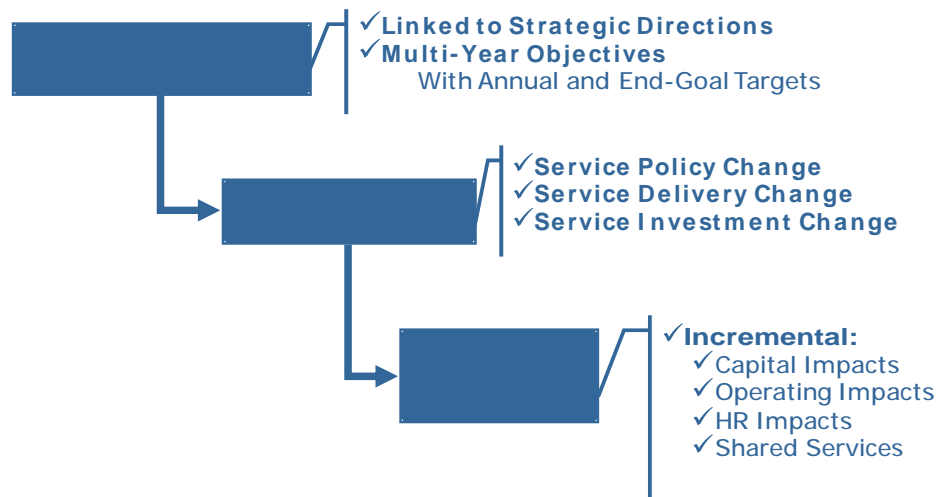 ✓Linked to Strategic Directions
✓Multi-Year Objectives
With Annual and End-Goal Targets
✓Service Policy Change
✓Service Delivery Change
✓Service Investment Change
✓Incremental:
✓Capital Impacts
✓Operating Impacts
✓HR Impacts
✓Shared Services